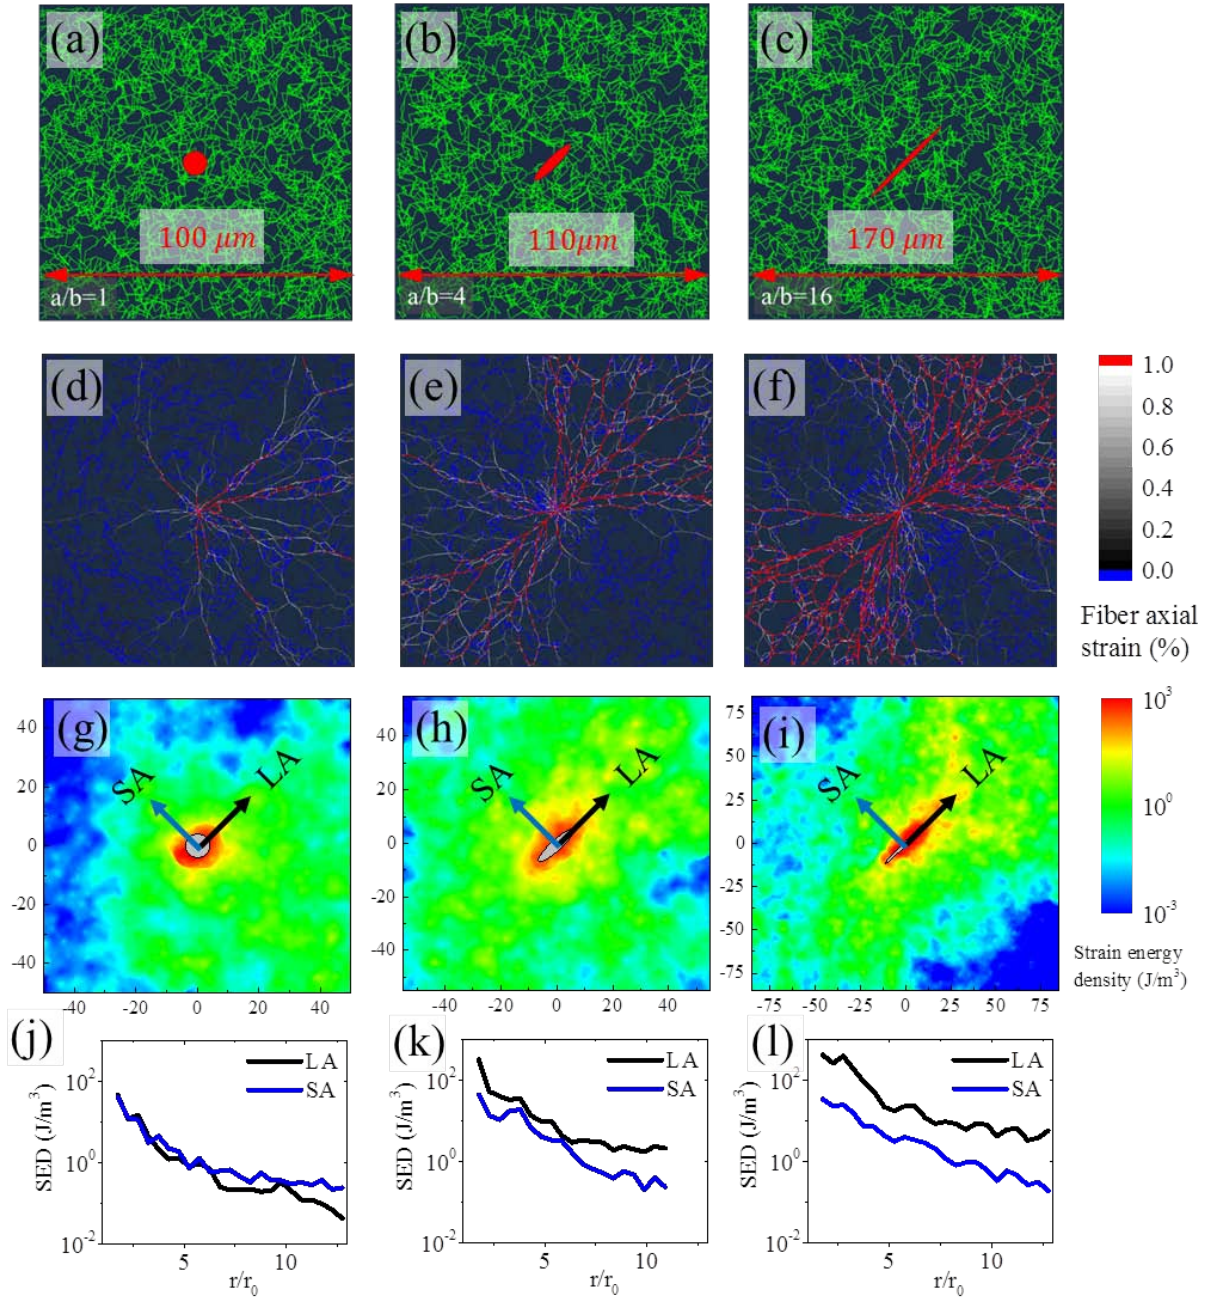 (a)
100 μm
a/b=1
(b)
110μm
a/b=4
(c)
170 μm
a/b=16
(d)
(e)
(f)
1.0
0.8
0.6
0.4
0.2
0.0
Fiber axial
strain (%)
(g)
SA
LA
40
20
0
-20
-40
-40
-20
0
20
40
(h)
SA
LA
40
20
0
-20
-40
-40
-20
0
20
40
(i)
SA
LA
75
50
25
0
-25
-50
-75
-75
-50
-25
0
25
50
75
10³
10⁰
10⁻³
Strain energy
density (J/m³)
(j)
LA
SA
10²
10⁰
10⁻²
SED (J/m³)
5
10
r/r₀
(k)
LA
SA
10²
10⁰
10⁻²
SED (J/m³)
5
10
r/r₀
(l)
LA
SA
10²
10⁰
10⁻²
SED (J/m³)
5
10
r/r₀